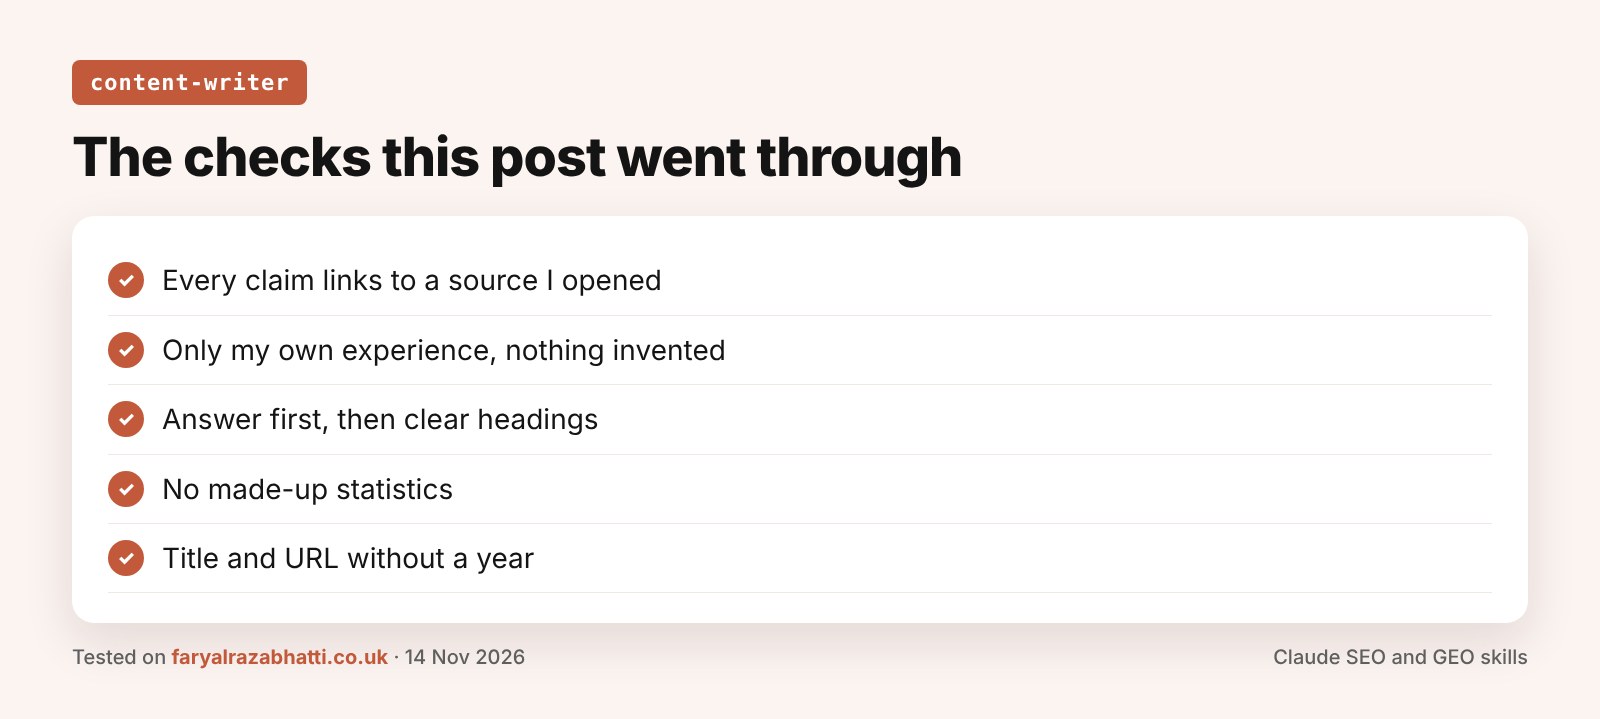 content-writer
The checks this post went through
Every claim links to a source I opened
Only my own experience, nothing invented
Answer first, then clear headings
No made-up statistics
Title and URL without a year
Tested on faryalrazabhatti.co.uk · 14 Nov 2026
Claude SEO and GEO skills